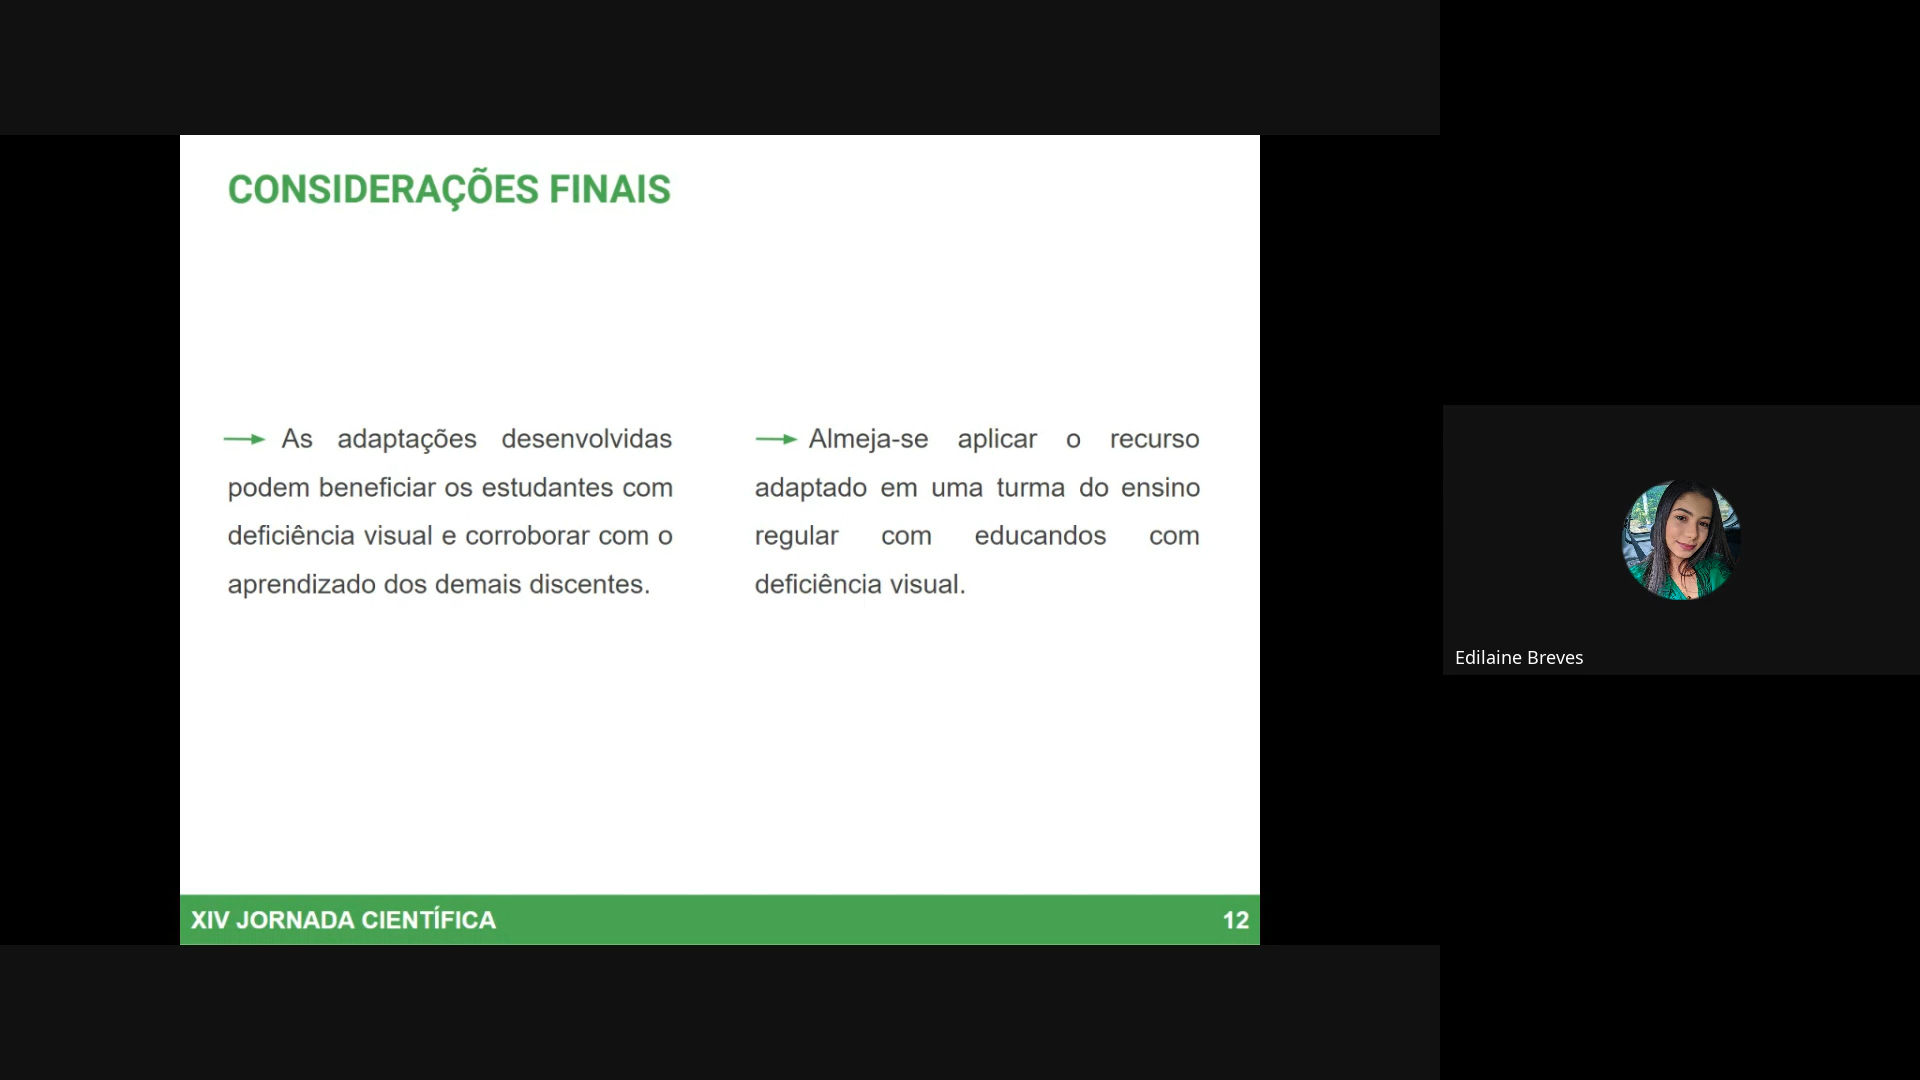 CONSIDERAÇÕES FINAIS
As adaptações desenvolvidas
podem beneficiar os estudantes com
deficiência visual e corroborar com o
aprendizado dos demais discentes.
Almeja-se aplicar o recurso
adaptado em uma turma do ensino
regular com educandos com
deficiência visual.
XIV JORNADA CIENTÍFICA
12
Edilaine Breves